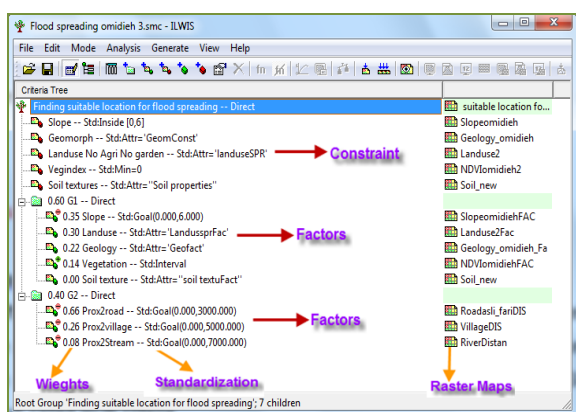 Flood spreading omidieh 3.smc - ILWIS
File Edit Mode Analysis Generate View Help
fn
Criteria Tree
Finding suitable location for flood spreading -- Direct suitable location fo...
Slope -- Std:Inside [0,6] Slopeomidieh
Geomorph -- Std:Attr='GeomConst' Geology_omidieh
Landuse No Agri No garden -- Std:Attr='landuseSPR' Constraint Landuse2
Vegindex -- Std:Min=0 NDVIomidieh2
Soil textures -- Std:Attr="Soil properties" Soil_new
0.60 G1 -- Direct
0.35 Slope -- Std:Goal(0.000,6.000) SlopeomidiehFAC
0.30 Landuse -- Std:Attr='LandussprFac' Factors Landuse2Fac
0.22 Geology -- Std:Attr='Geofact' Geology_omidieh_Fa
0.14 Vegetation -- Std:Interval NDVIomidiehFAC
0.00 Soil texture -- Std:Attr="soil textuFact" Soil_new
0.40 G2 -- Direct
0.66 Prox2road -- Std:Goal(0.000,3000.000) Roadasli_fariDIS
0.26 Prox2village -- Std:Goal(0.000,5000.000) Factors VillageDIS
0.08 Prox2Stream -- Std:Goal(0.000,7000.000) RiverDistan
Wieghts Standardization Raster Maps
Root Group 'Finding suitable location for flood spreading'; 7 children